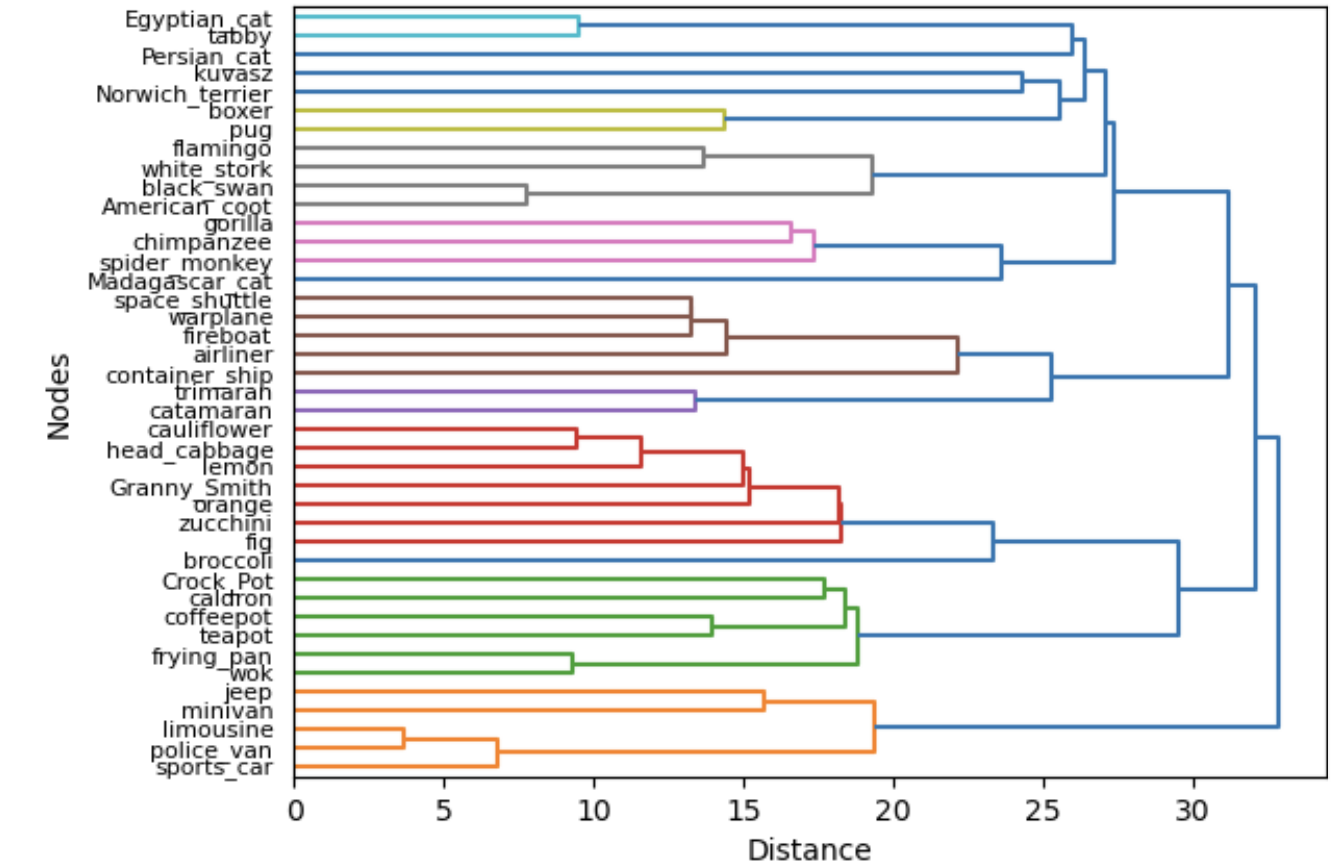 Egyptian_cat
tabby
Persian_cat
kuvasz
Norwich_terrier
boxer
pug
flamingo
white_stork
black_swan
American_coot
gorilla
chimpanzee
spider_monkey
Madagascar_cat
space_shuttle
warplane
fireboat
airliner
container_ship
trimaran
catamaran
cauliflower
head_cabbage
lemon
Granny_Smith
orange
zucchini
fig
broccoli
Crock_Pot
caldron
coffeepot
teapot
frying_pan
wok
jeep
minivan
limousine
police_van
sports_car
Nodes
0 5 10 15 20 25 30
Distance